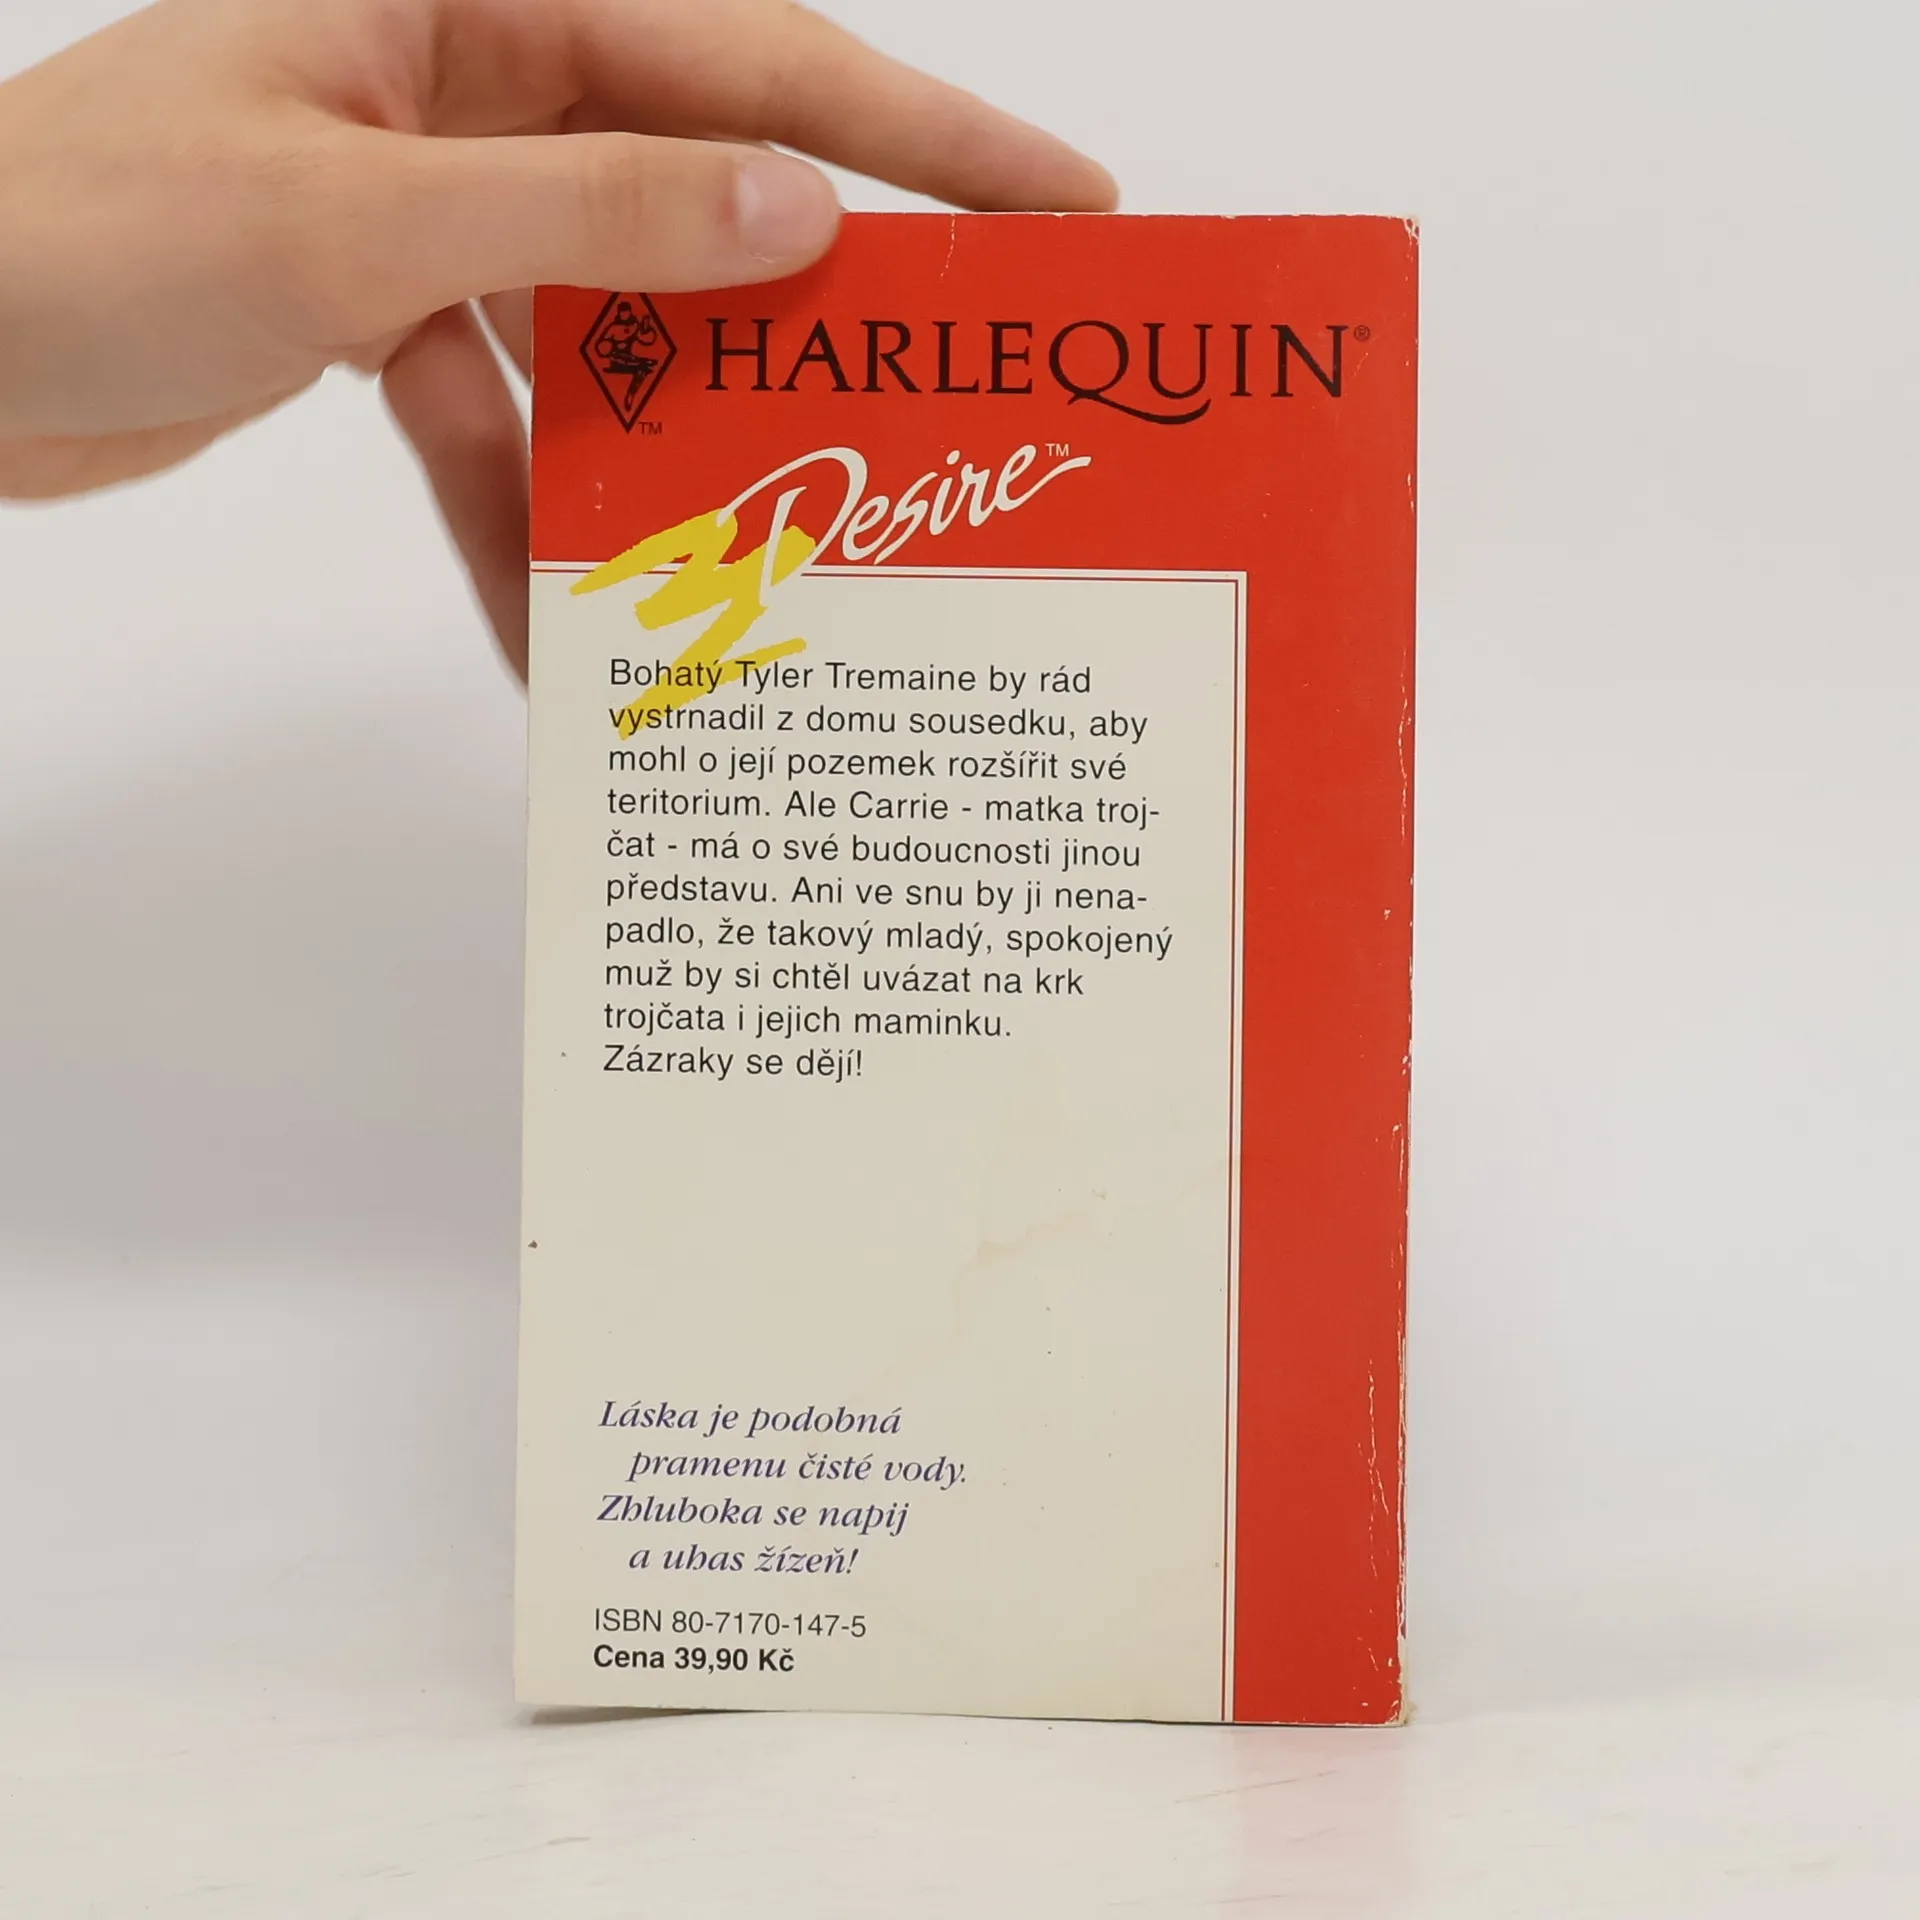 HARLEQUIN®
TM
Desire™
Bohatý Tyler Tremaine by rád
vystrnadil z domu sousedku, aby
mohl o její pozemek rozšířit své
teritorium. Ale Carrie - matka troj-
čat - má o své budoucnosti jinou
představu. Ani ve snu by ji nena-
padlo, že takový mladý, spokojený
muž by si chtěl uvázat na krk
trojčata i jejich maminku.
Zázraky se dějí!
Láska je podobná
pramenu čisté vody.
Zhluboka se napij
a uhas žízeň!
ISBN 80-7170-147-5
Cena 39,90 Kč